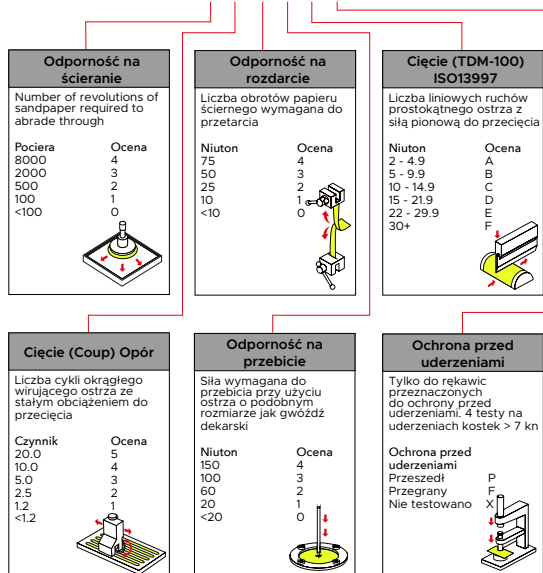 Odporność na
ścieranie
Number of revolutions of
sandpaper required to
abrade through
Pociera Ocena
8000 4
2000 3
500 2
100 1
<100 0
Odporność na
rozdarcie
Liczba obrotów papieru
ściernego wymagana do
przetarcia
Niuton Ocena
75 4
50 3
25 2
10 1
<10 0
Cięcie (TDM-100)
ISO13997
Liczba liniowych ruchów
prostokątnego ostrza z
siłą pionową do przecięcia
Niuton Ocena
2 - 4.9 A
5 - 9.9 B
10 - 14.9 C
15 - 21.9 D
22 - 29.9 E
30+ F
Cięcie (Coup) Opór
Liczba cykli okrągłego
wirującego ostrza ze
stałym obciążeniem do
przecięcia
Czynnik Ocena
20.0 5
10.0 4
5.0 3
2.5 2
1.2 1
<1.2
Odporność na
przebicie
Siła wymagana do
przebicia przy użyciu
ostrza o podobnym
rozmiarze jak gwóźdź
dekarski
Niuton Ocena
150 4
100 3
60 2
20 1
<20 0
Ochrona przed
uderzeniami
Tylko do rękawic
przeznaczonych
do ochrony przed
uderzeniami. 4 testy na
uderzeniach kostek > 7 kn
Ochrona przed
uderzeniami
Przeszedł P
Przegrany F
Nie testowano X